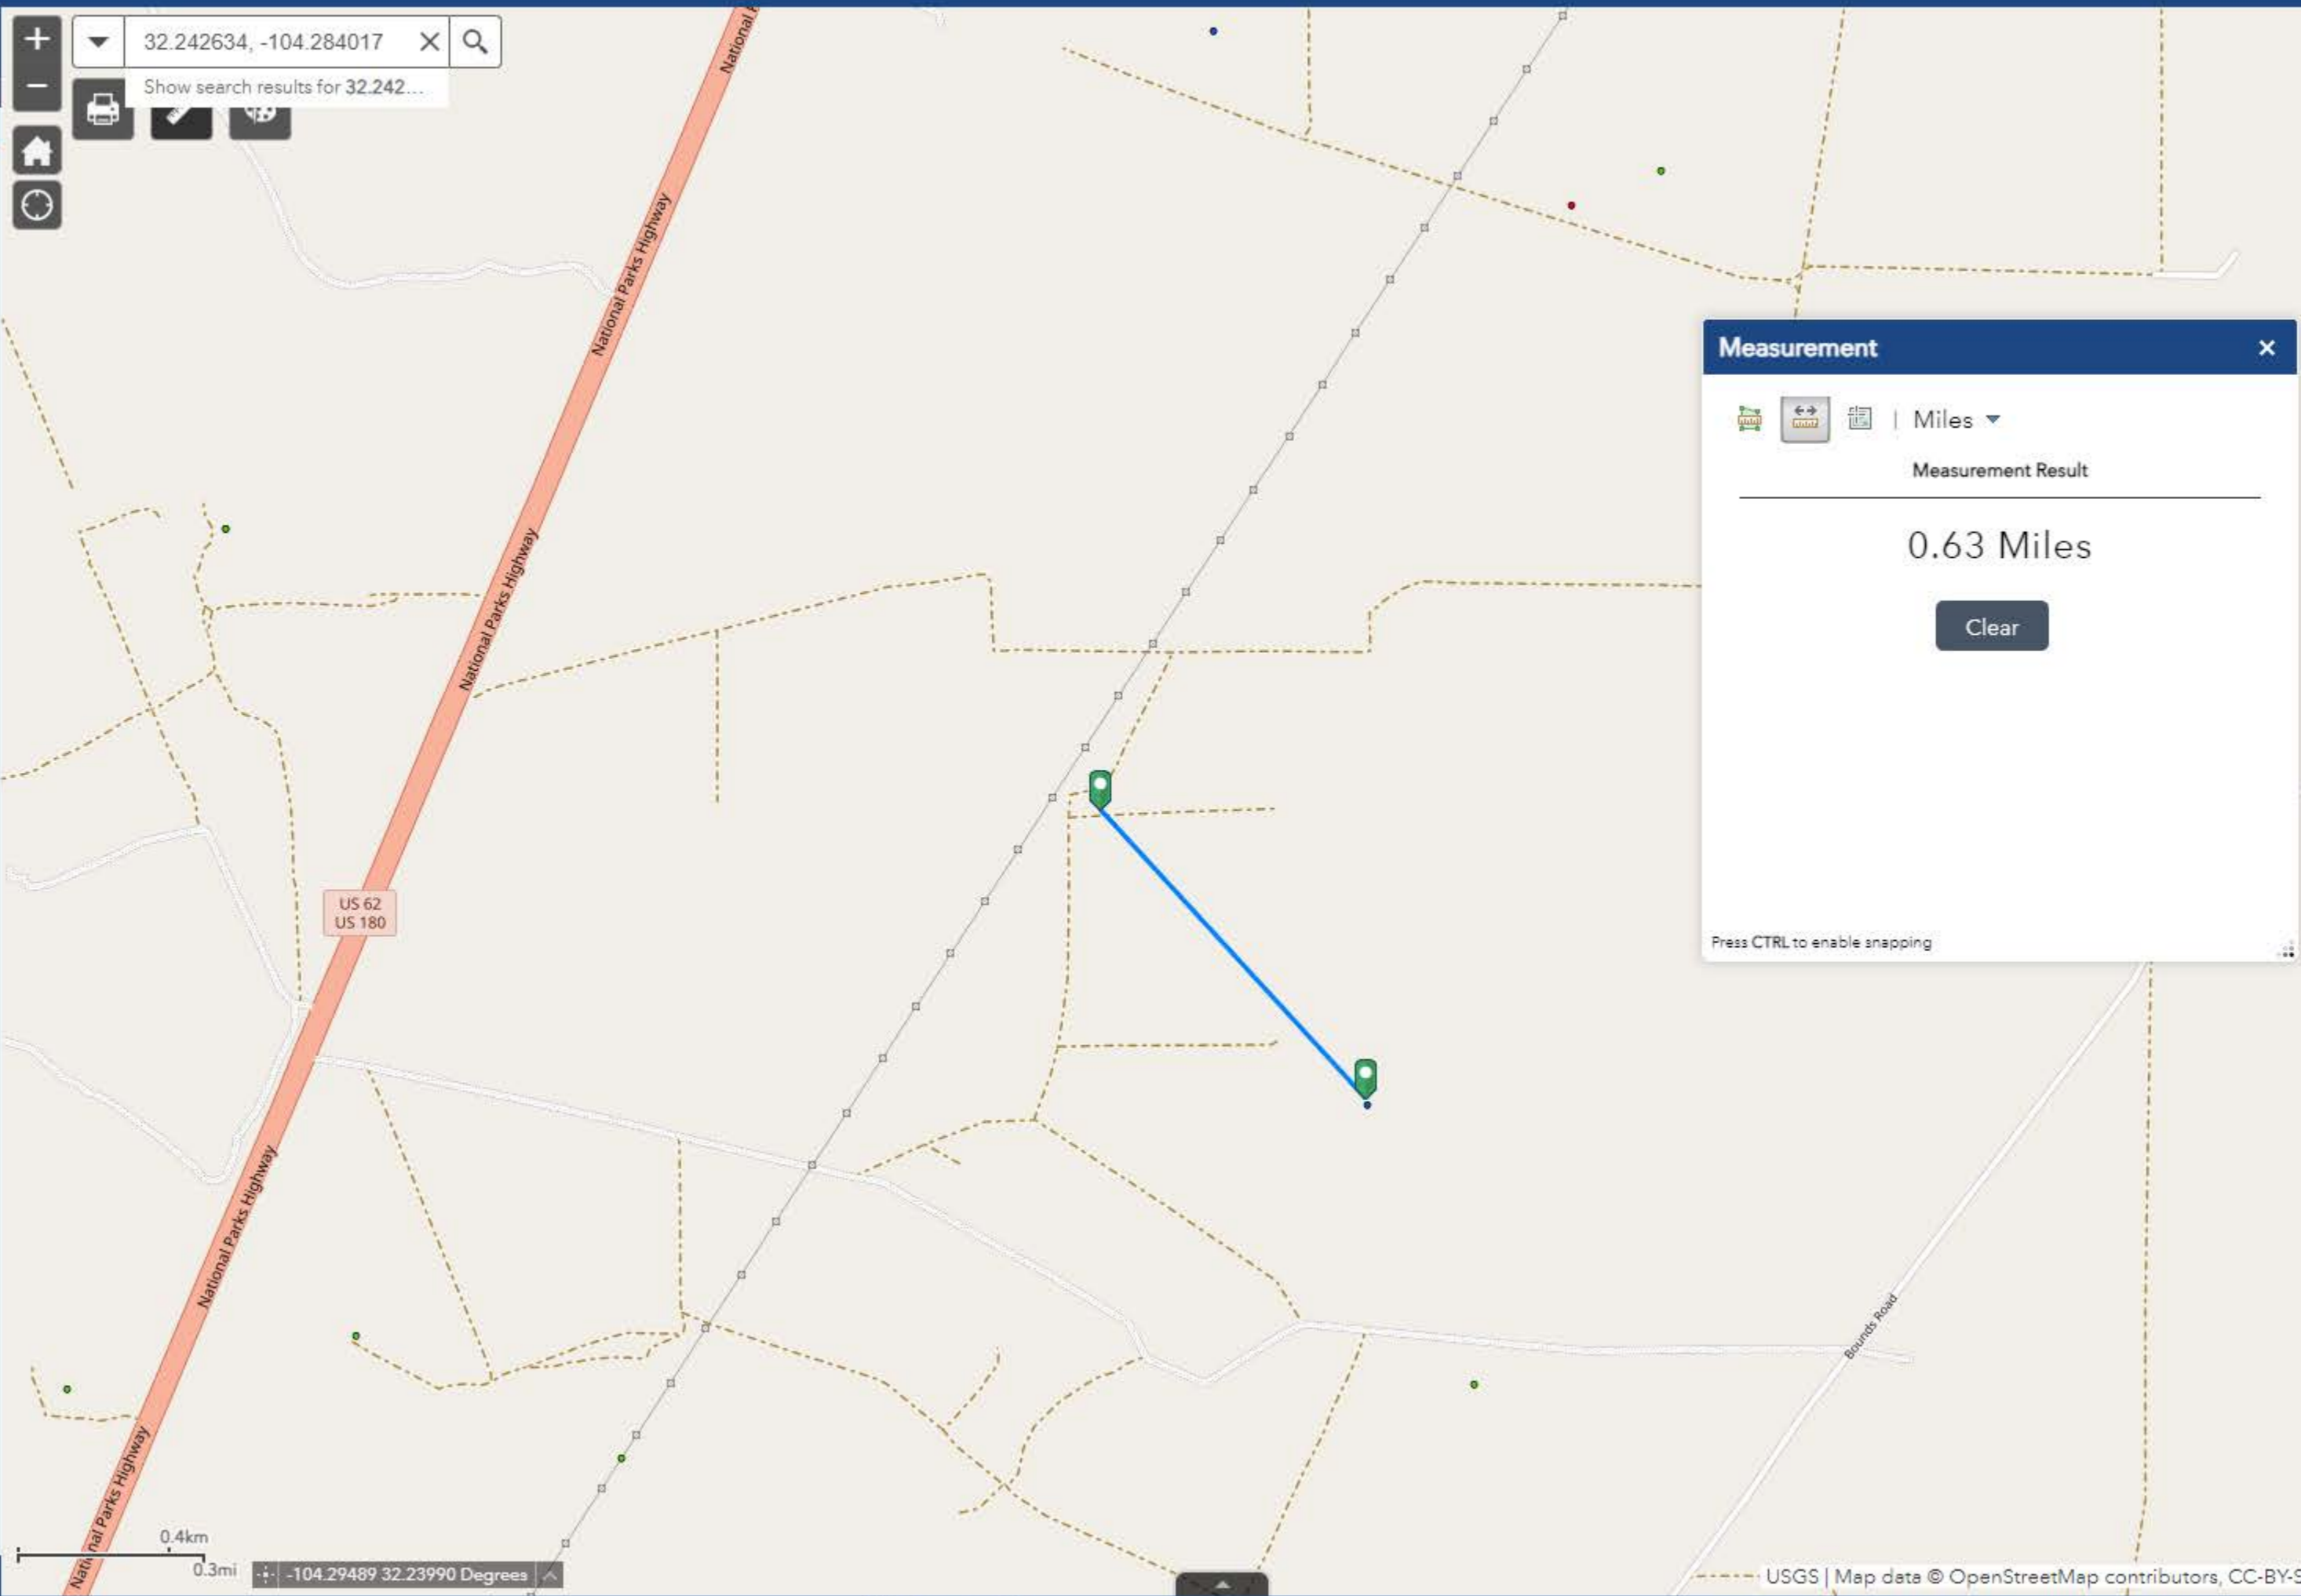 National P
+
32.242634, -104.284017
Show search results for 32.242...
−
National Parks Highway
Measurement
×
Miles
Measurement Result
0.63 Miles
Clear
National Parks Highway
US 62
US 180
Press CTRL to enable snapping
National Parks Highway
Bounds Road
National Parks Highway
0.4km
0.3mi
-104.29489 32.23990 Degrees
USGS | Map data © OpenStreetMap contributors, CC-BY-S